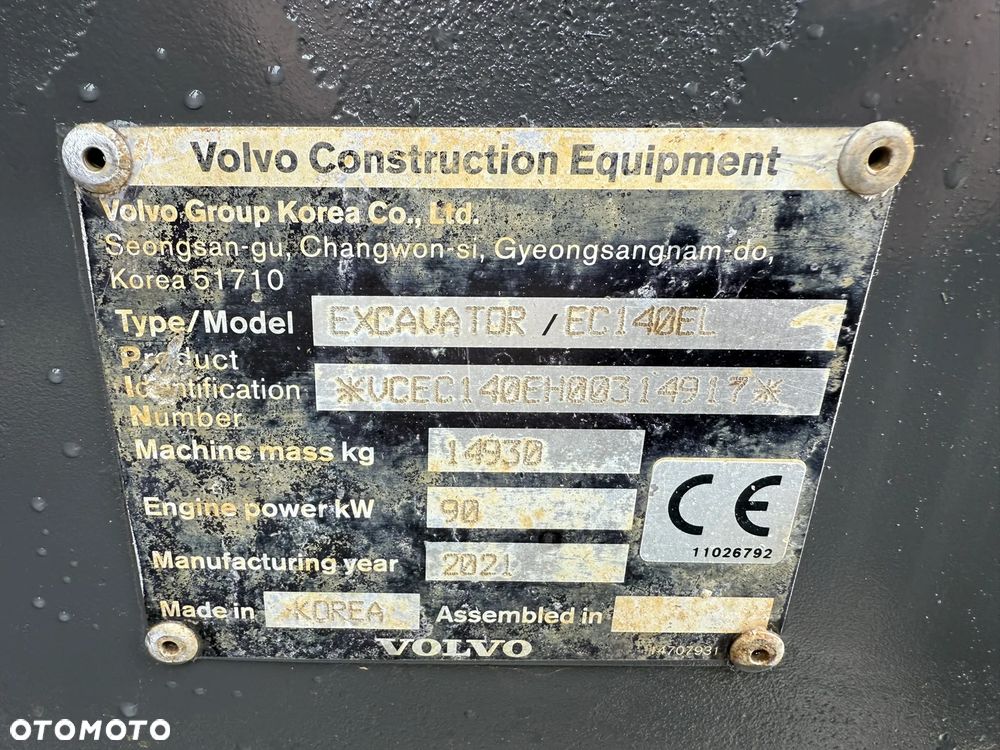 Volvo Construction Equipment
Volvo Group Korea Co., Ltd.
Seongsan-gu, Changwon-si, Gyeongsangnam-do,
Korea 51710
Type/Model EXCAVATOR / EC140EL
Product
Identification *VCEC140EH00314917*
Number
Machine mass kg 14930
Engine power kW 90
CE
11026792
Manufacturing year 2021
Made in KOREA Assembled in
VOLVO
14707931
OTOMOTO